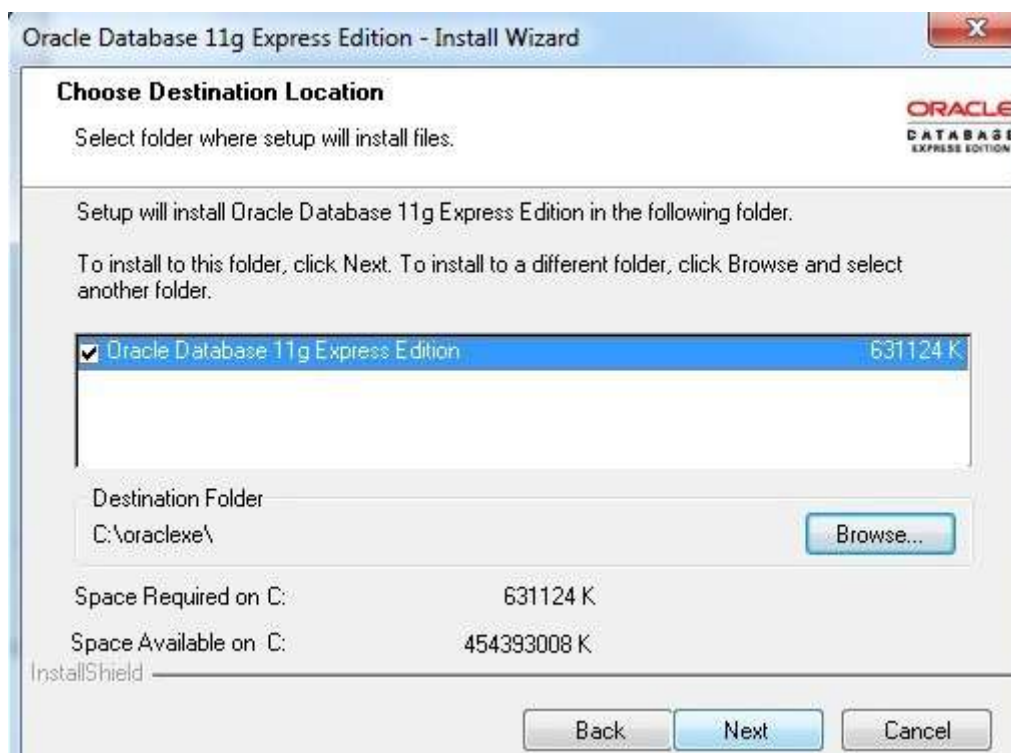 Oracle Database 11g Express Edition - Install Wizard
Choose Destination Location
Select folder where setup will install files.
ORACLE
DATABASE
EXPRESS EDITION
Setup will install Oracle Database 11g Express Edition in the following folder.
To install to this folder, click Next. To install to a different folder, click Browse and select
another folder.
Oracle Database 11g Express Edition 631124 K
Destination Folder
C:\oraclexe\
Browse...
Space Required on C: 631124 K
Space Available on C: 454393008 K
InstallShield
Back Next Cancel